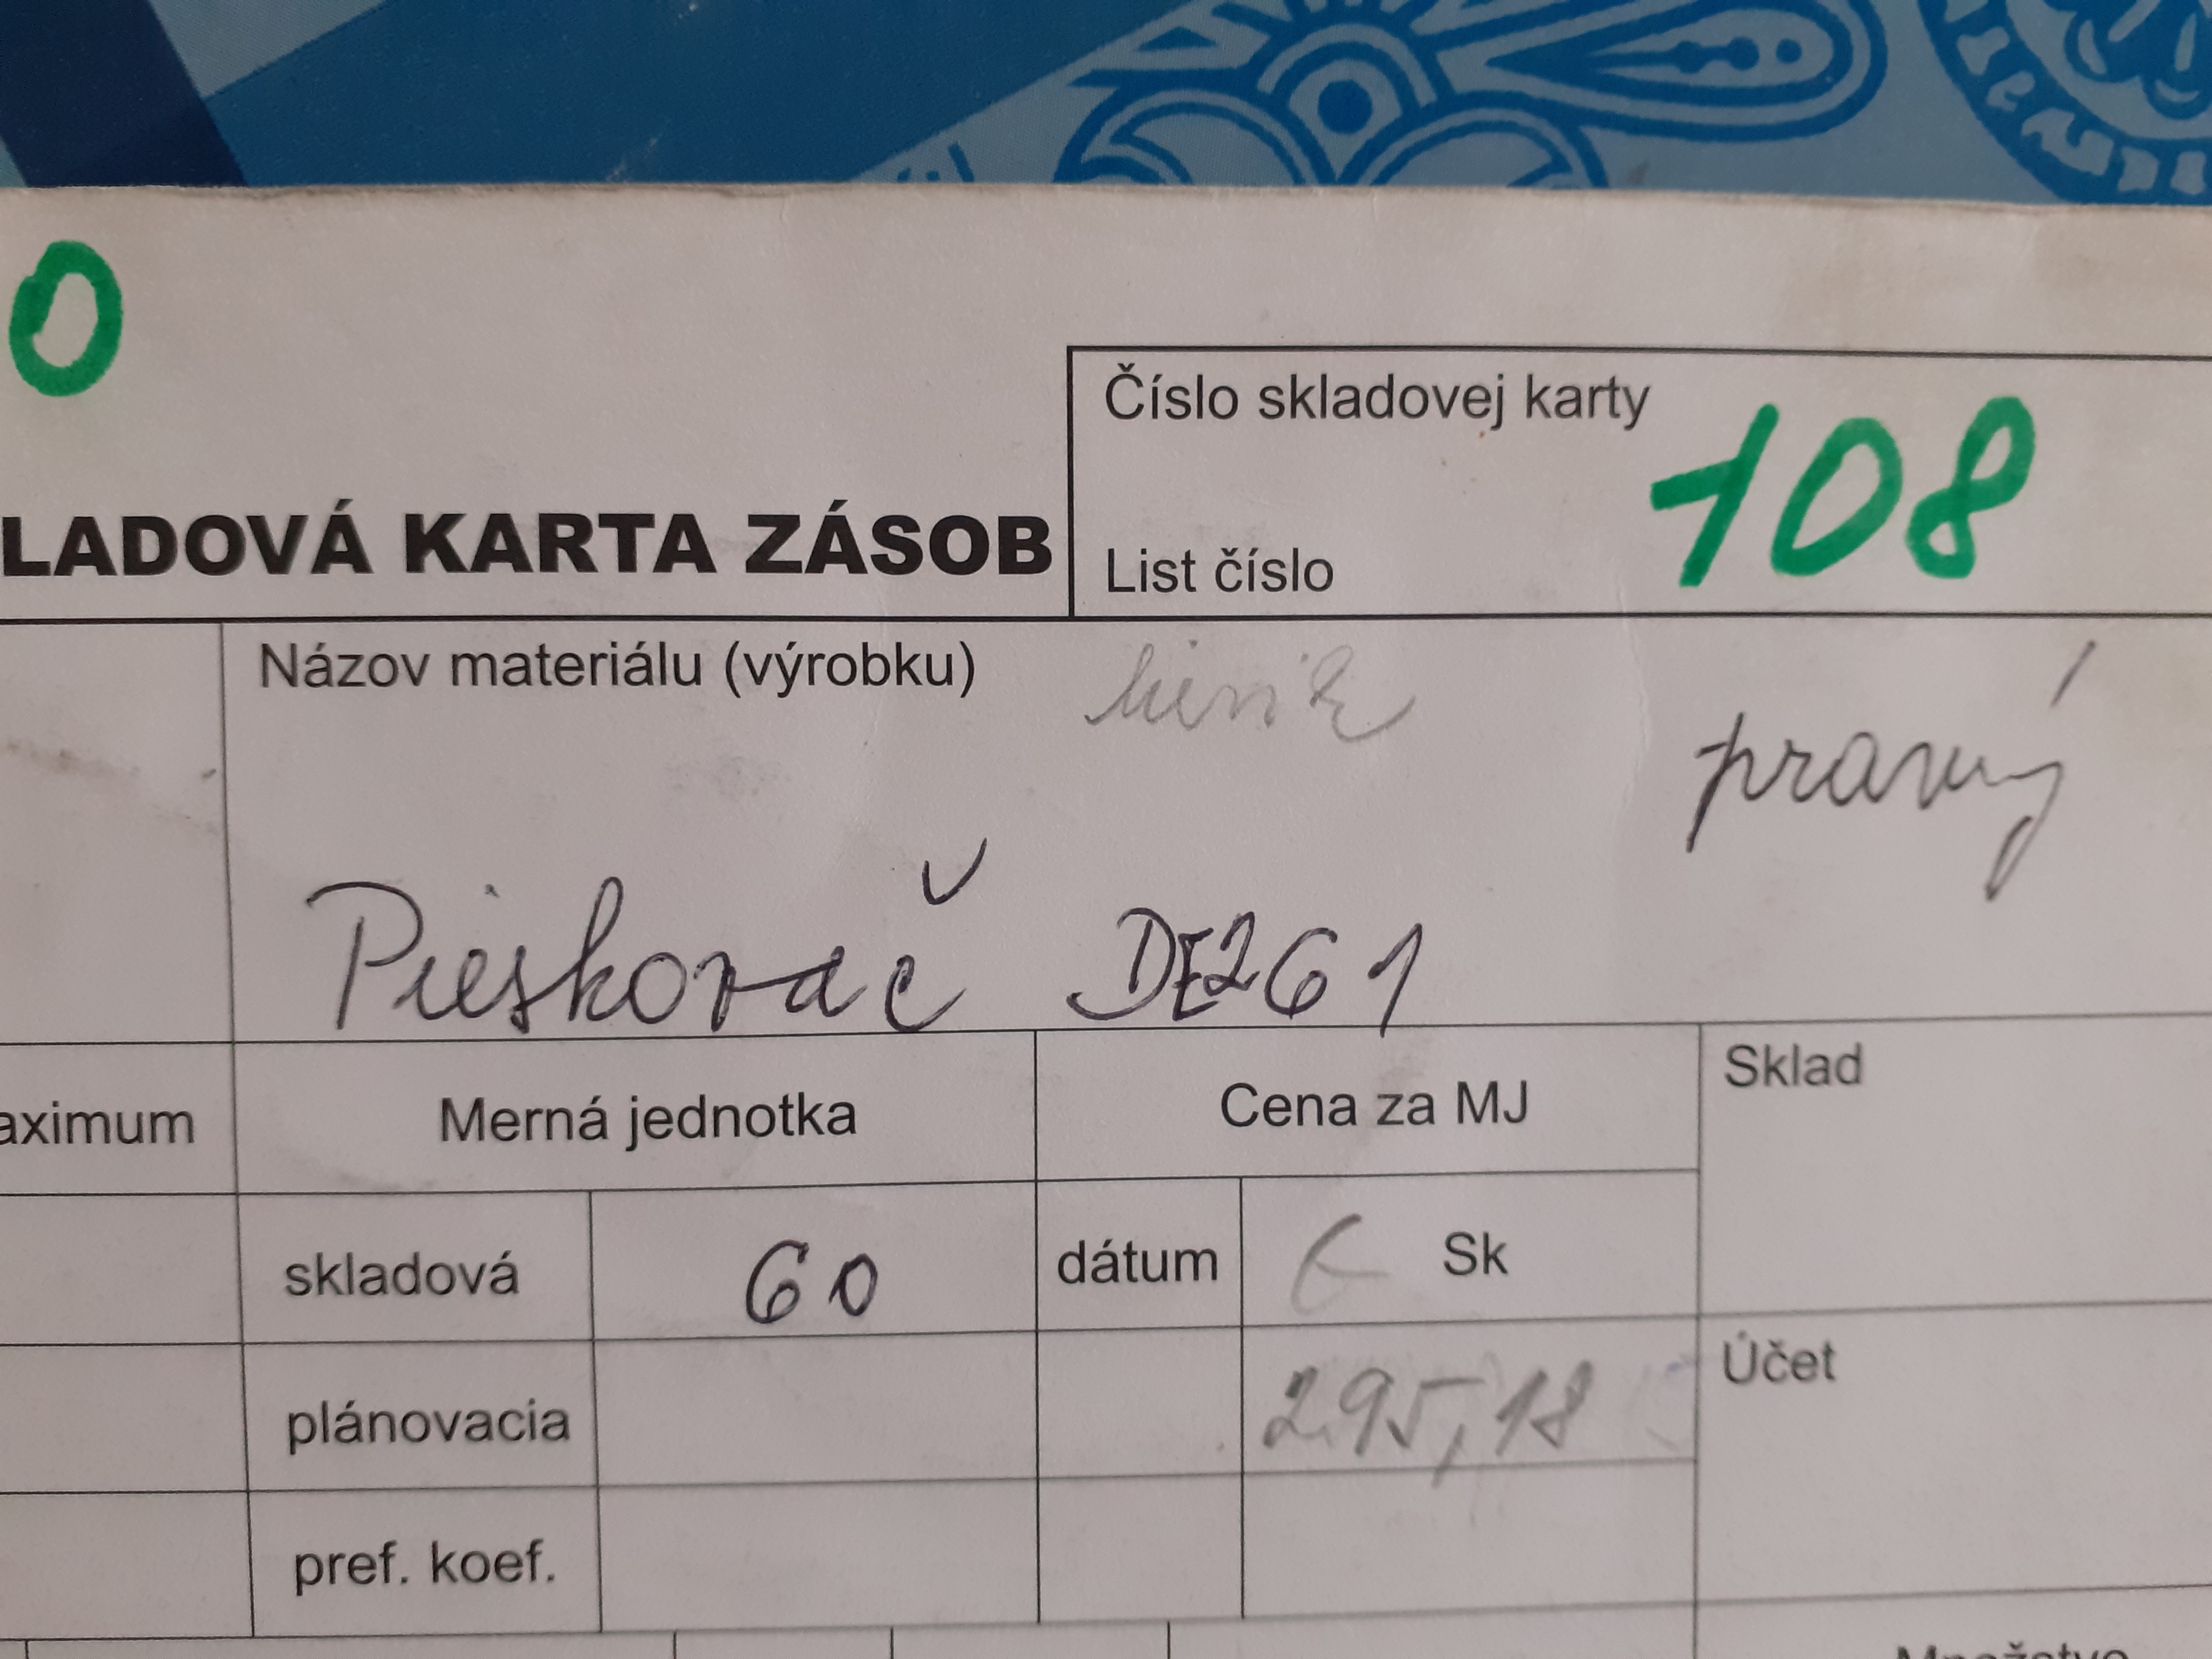 0
LADOVÁ KARTA ZÁSOB
Číslo skladovej karty
108
List číslo
Názov materiálu (výrobku)
pravý
Pieskovač DE261
aximum
Merná jednotka
Cena za MJ
Sklad
skladová
60
dátum
€ Sk
plánovacia
295,18
Účet
pref. koef.
Množstvo